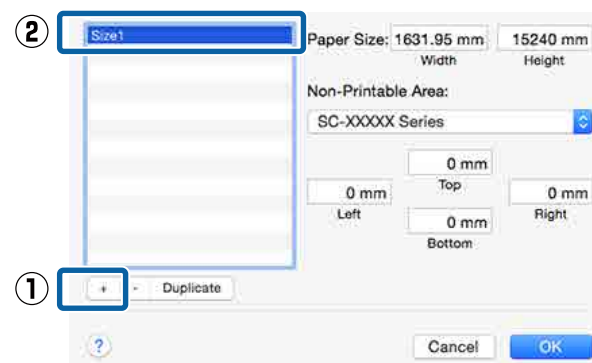 ②
Size1
Paper Size: 1631.95 mm 15240 mm
Width Height
Non-Printable Area:
SC-XXXXX Series
0 mm
Top
0 mm 0 mm
Left Right
0 mm
Bottom
①
+ - Duplicate
? Cancel OK